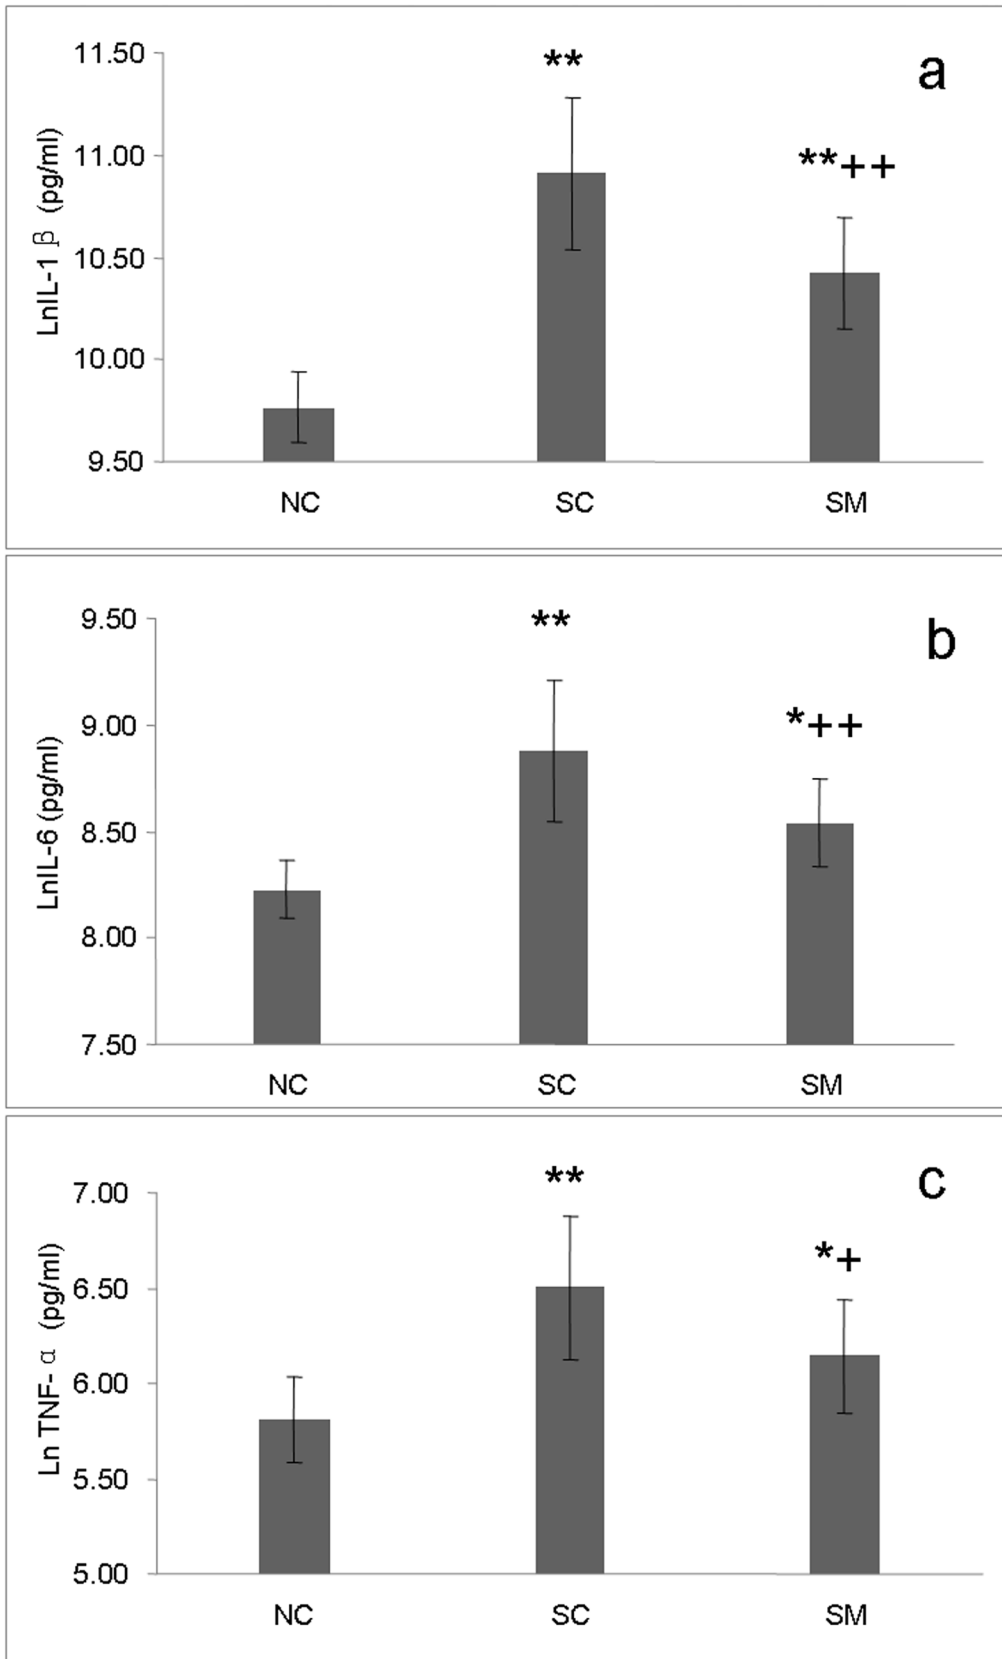 a
11.50
**
11.00
**++
10.50
10.00
9.50
LnIL-1 β (pg/ml)
NC SC SM
b
9.50
**
9.00
*++
8.50
8.00
7.50
LnIL-6 (pg/ml)
NC SC SM
c
7.00
**
6.50
*+
6.00
5.50
5.00
Ln TNF- α (pg/ml)
NC SC SM